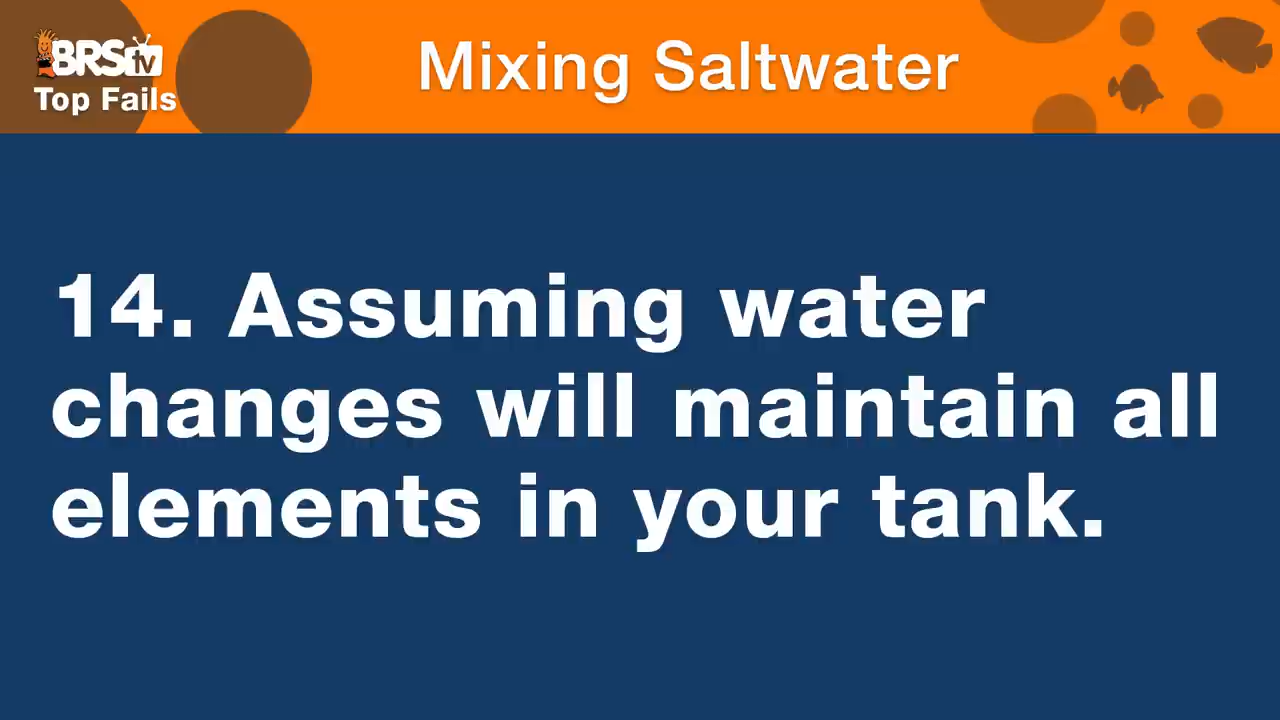 BRStv
Top Fails
Mixing Saltwater
14. Assuming water
changes will maintain all
elements in your tank.